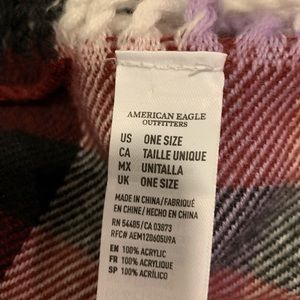 AMERICAN EAGLE
OUTFITTERS
US ONE SIZE
CA TAILLE UNIQUE
MX UNITALLA
UK ONE SIZE
MADE IN CHINA/FABRIQUÉ
EN CHINE/HECHO EN CHINA
RN 54485/CA 03873
RFC# AEM120605U9A
EN 100% ACRYLIC
FR 100% ACRYLIQUE
SP 100% ACRÍLICO